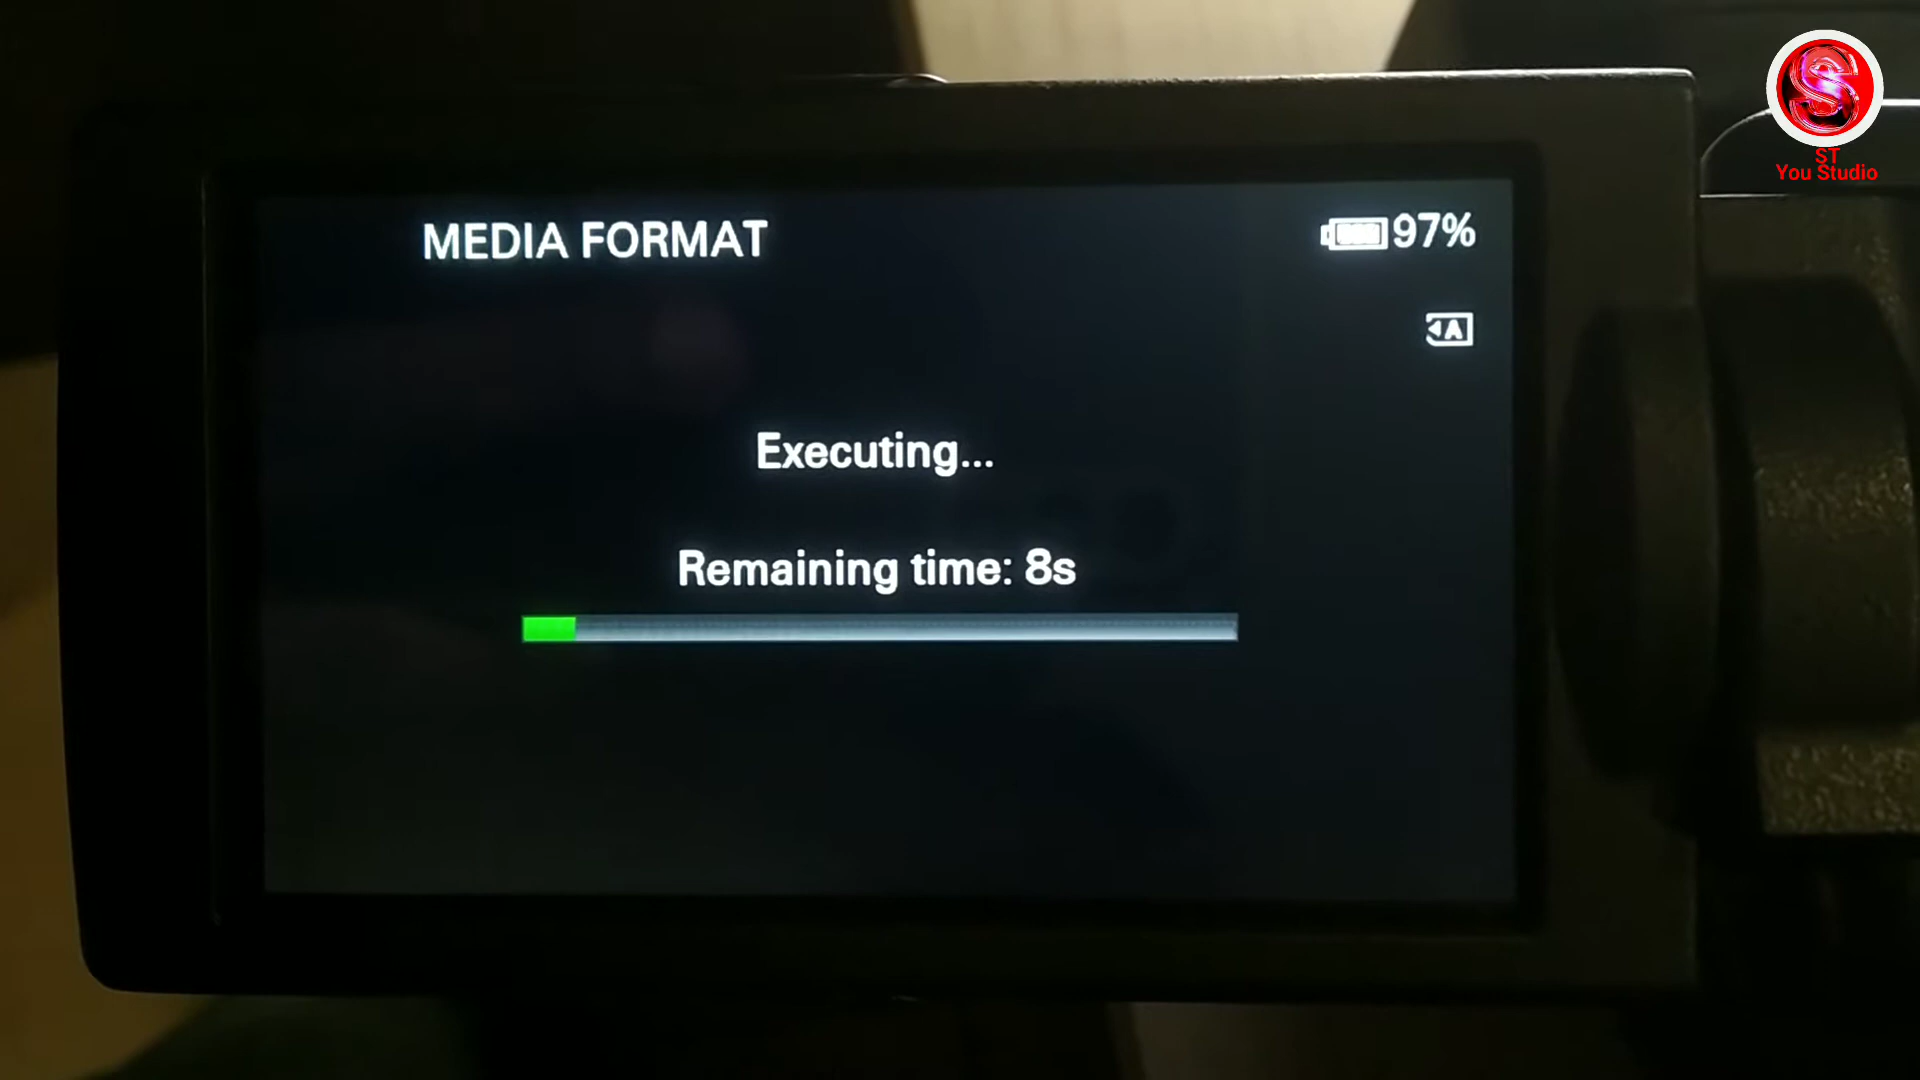 S
ST
You Studio
MEDIA FORMAT
97%
A
Executing...
Remaining time: 8s